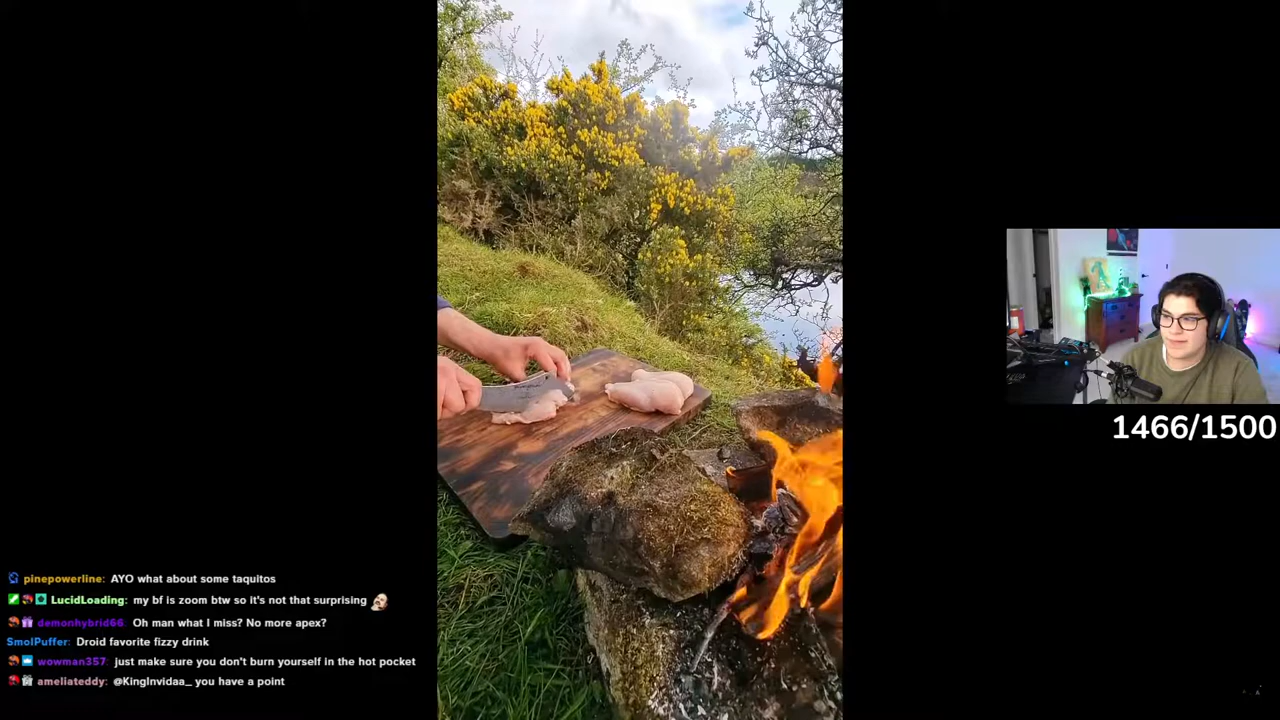 1466/1500
pinepowerline: AYO what about some taquitos
LucidLoading: my bf is zoom btw so it's not that surprising
demonhybrid66: Oh man what I miss? No more apex?
SmolPuffer: Droid favorite fizzy drink
wowman357: just make sure you don't burn yourself in the hot pocket
ameliateddy: @KingInvidaa_ you have a point